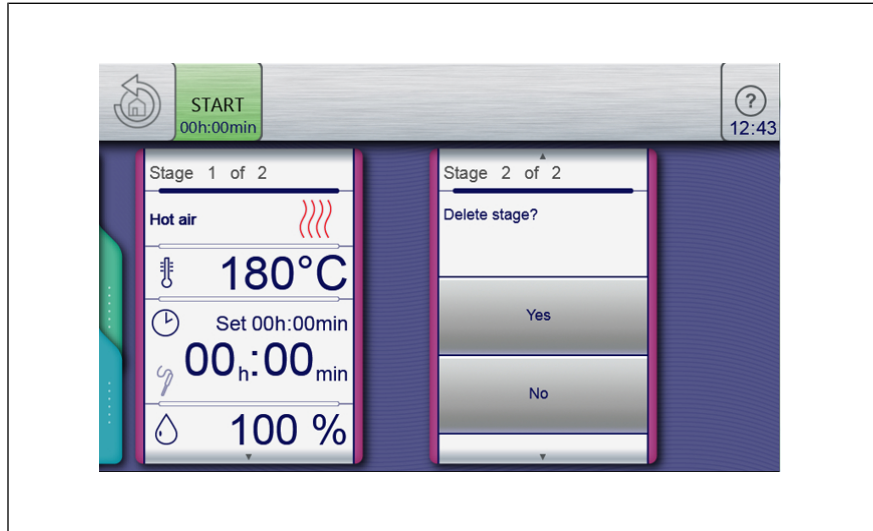 START
00h:00min
?
12:43
Stage 1 of 2
Hot air
180°C
Set 00h:00min
00h:00min
100 %
Stage 2 of 2
Delete stage?
Yes
No